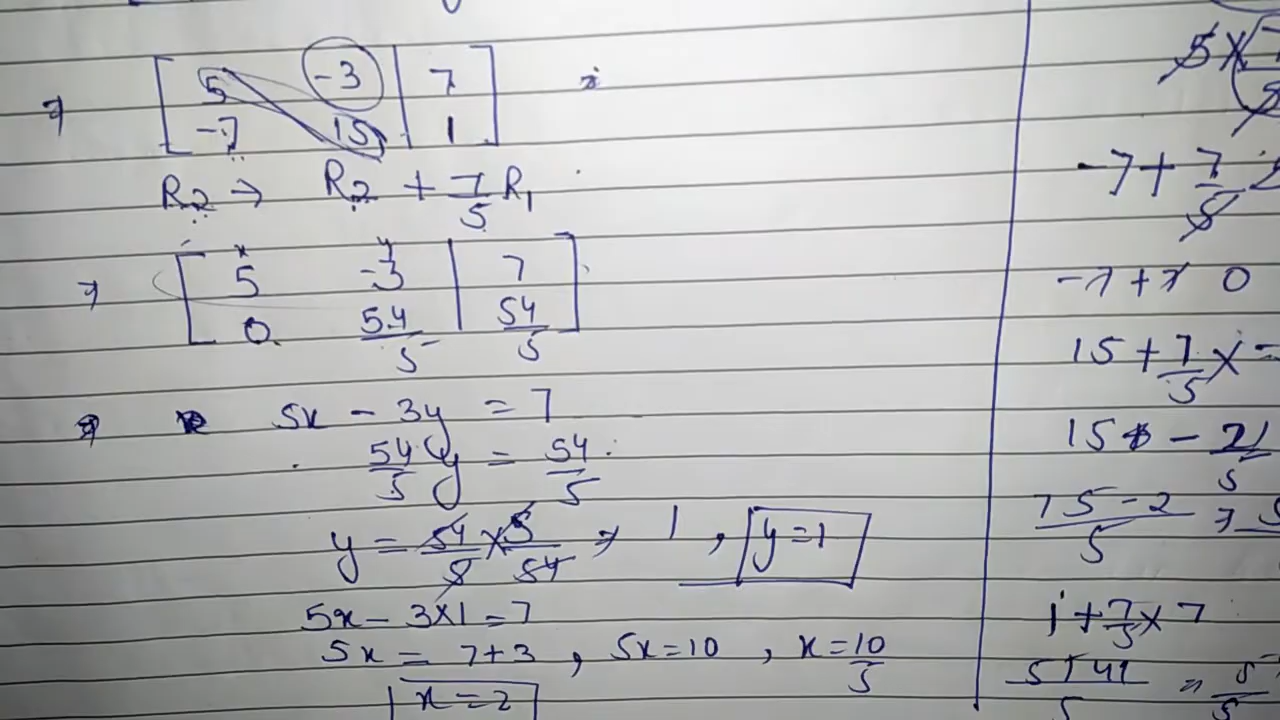 ⇒ [ 5 -3 | 7 ]
[ -7 15 | 1 ]
R₂ → R₂ + 7/5 R₁
x y
⇒ [ 5 -3 | 7 ]
[ 0 54/5 | 54/5 ]
5x - 3y = 7
54/5 y = 54/5
y = 54/5 × 5/54 ⇒ 1 , y=1
5x - 3×1 = 7
5x = 7+3 , 5x=10 , x=10/5
x=2
5×
-7 + 7/5
-7+7 0
15 + 7/5 × -
15 - 21/5
75-2/5 ⇒
1 + 7/5 × 7
=